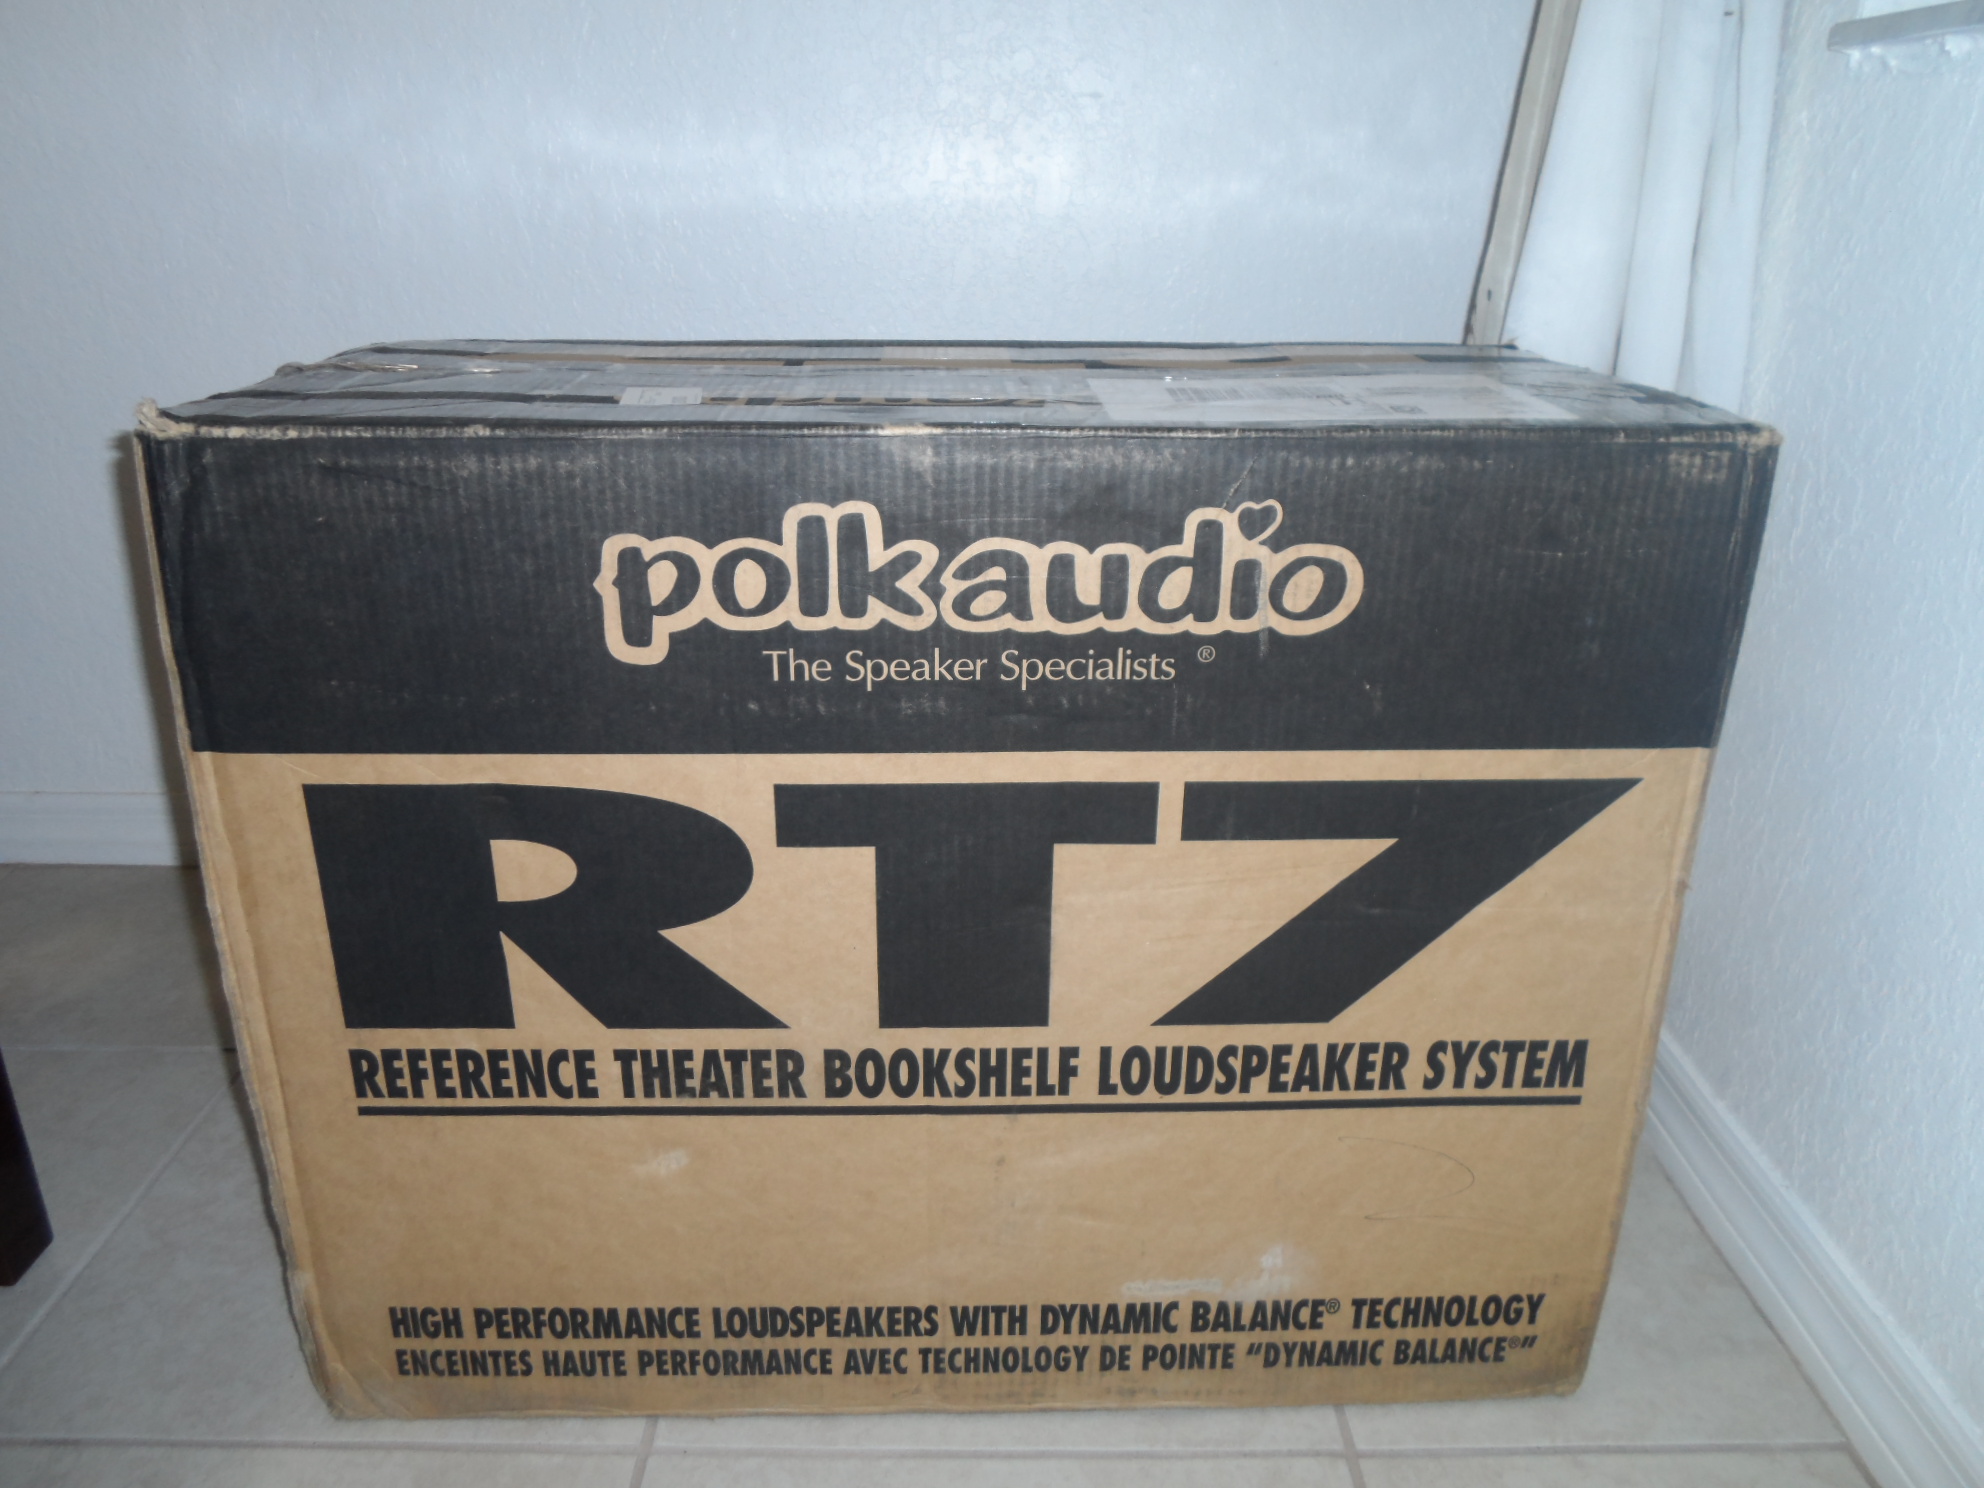 polkaudio
The Speaker Specialists ®
RT7
REFERENCE THEATER BOOKSHELF LOUDSPEAKER SYSTEM
HIGH PERFORMANCE LOUDSPEAKERS WITH DYNAMIC BALANCE® TECHNOLOGY
ENCEINTES HAUTE PERFORMANCE AVEC TECHNOLOGY DE POINTE "DYNAMIC BALANCE®"